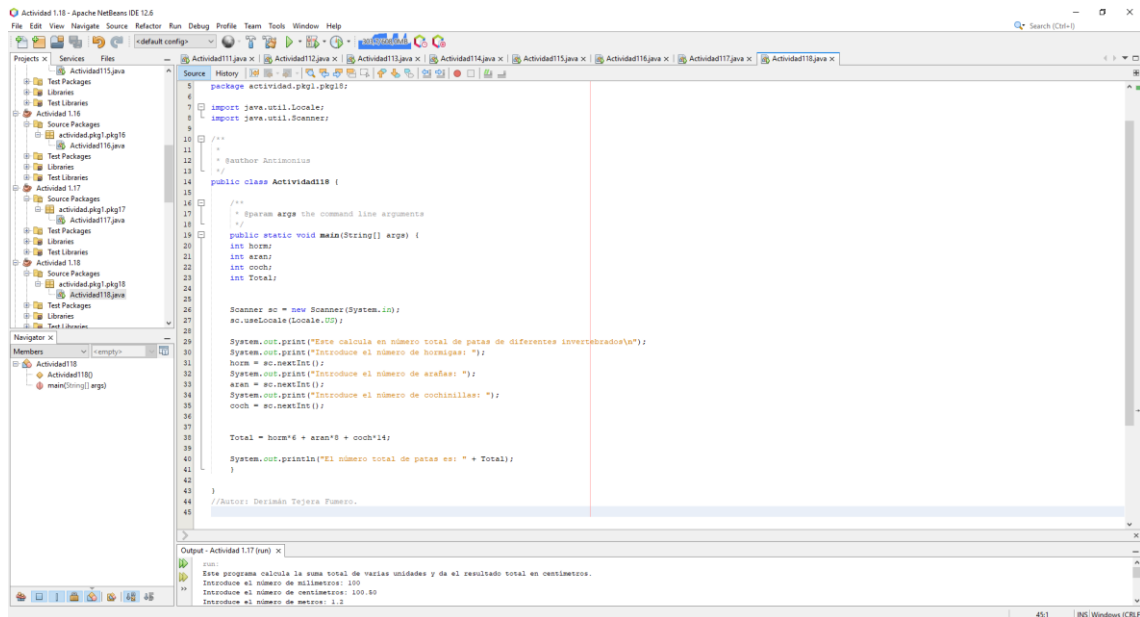 Actividad 1.18 - Apache NetBeans IDE 12.6
File Edit View Navigate Source Refactor Run Debug Profile Team Tools Window Help
Search (Ctrl+I)
<default config>
Projects Services Files
Actividad111.java Actividad112.java Actividad113.java Actividad114.java Actividad115.java Actividad116.java Actividad117.java Actividad118.java
Source History
Actividad115.java
Test Packages
Libraries
Test Libraries
Actividad 1.16
Source Packages
actividad.pkg1.pkg16
Actividad116.java
Test Packages
Libraries
Test Libraries
Actividad 1.17
Source Packages
actividad.pkg1.pkg17
Actividad117.java
Test Packages
Libraries
Test Libraries
Actividad 1.18
Source Packages
actividad.pkg1.pkg18
Actividad118.java
Test Packages
Libraries
Test Libraries
Navigator
Members <empty>
Actividad118
Actividad118()
main(String[] args)
5 package actividad.pkg1.pkg18;
6
7 import java.util.Locale;
8 import java.util.Scanner;
9
10 /**
11 *
12 * @author Antimonius
13 */
14 public class Actividad118 {
15
16 /**
17 * @param args the command line arguments
18 */
19 public static void main(String[] args) {
20 int horm;
21 int aran;
22 int coch;
23 int Total;
24
25
26 Scanner sc = new Scanner(System.in);
27 sc.useLocale(Locale.US);
28
29 System.out.print("Este calcula en número total de patas de diferentes invertebrados\n");
30 System.out.print("Introduce el número de hormigas: ");
31 horm = sc.nextInt();
32 System.out.print("Introduce el número de arañas: ");
33 aran = sc.nextInt();
34 System.out.print("Introduce el número de cochinillas: ");
35 coch = sc.nextInt();
36
37
38 Total = horm*6 + aran*8 + coch*14;
39
40 System.out.println("El número total de patas es: " + Total);
41 }
42
43 }
44 //Autor: Derimán Tejera Fumero.
45
Output - Actividad 1.17 (run)
run:
Este programa calcula la suma total de varias unidades y da el resultado total en centímetros.
Introduce el número de milímetros: 100
Introduce el número de centímetros: 100.50
Introduce el número de metros: 1.2
45:1 INS Windows (CRLF